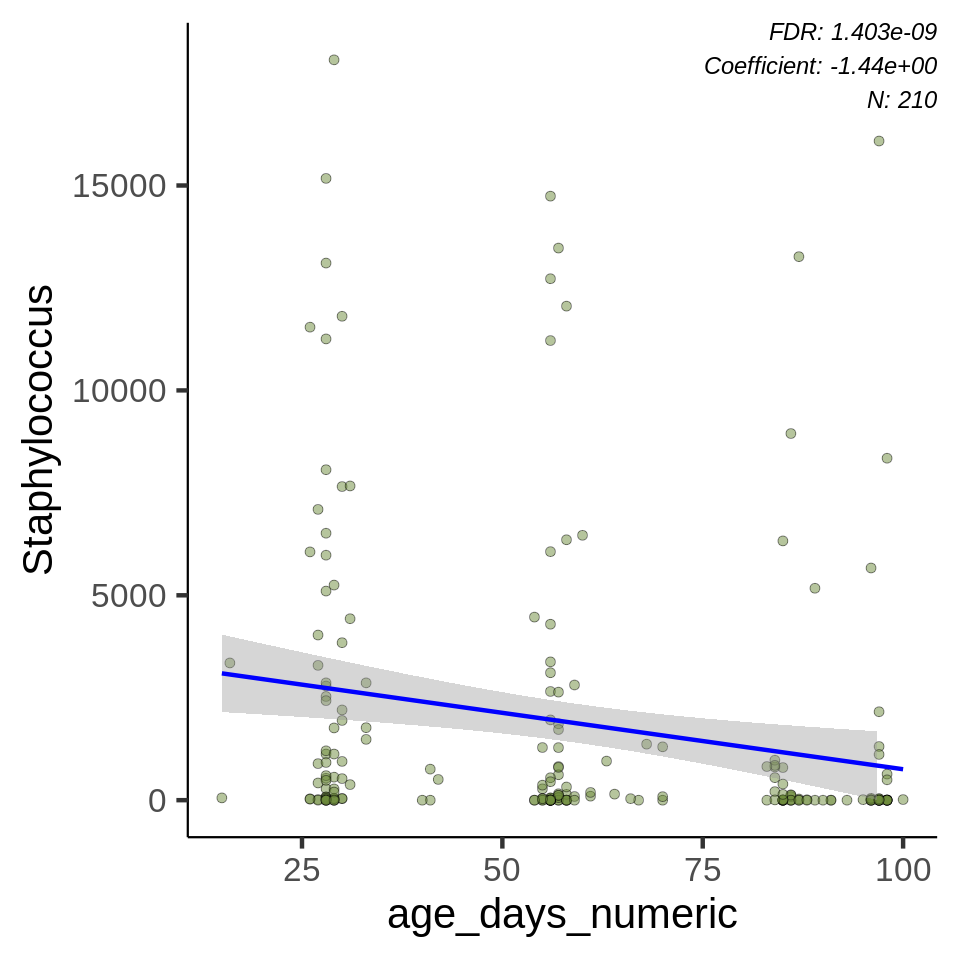 FDR: 1.403e-09
Coefficient: -1.44e+00
N: 210
Staphylococcus
15000
10000
5000
0
25 50 75 100
age_days_numeric